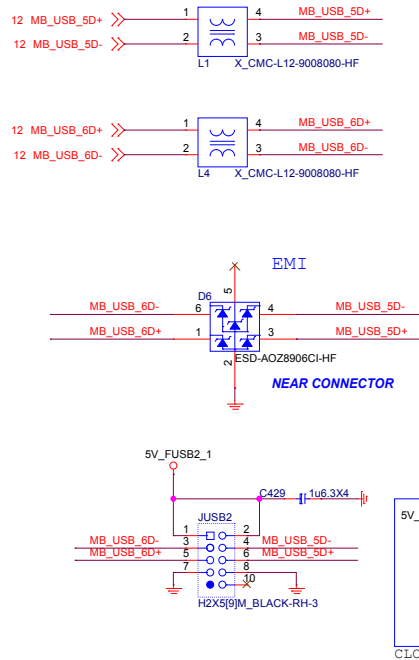 12 MB_USB_5D+ 1 4 MB_USB_5D+
12 MB_USB_5D- 2 3 MB_USB_5D-
L1 X_CMC-L12-9008080-HF
12 MB_USB_6D+ 1 4 MB_USB_6D+
12 MB_USB_6D- 2 3 MB_USB_6D-
L4 X_CMC-L12-9008080-HF
EMI
D6 5
MB_USB_6D- 6 4 MB_USB_5D-
MB_USB_6D+ 1 3 MB_USB_5D+
2 ESD-AOZ8906CI-HF
NEAR CONNECTOR
5V_FUSB2_1
C429 1u6.3X4
JUSB2
5V_
1 2
MB_USB_6D- 3 4 MB_USB_5D-
MB_USB_6D+ 5 6 MB_USB_5D+
7 8
10
H2X5[9]M_BLACK-RH-3
CLO